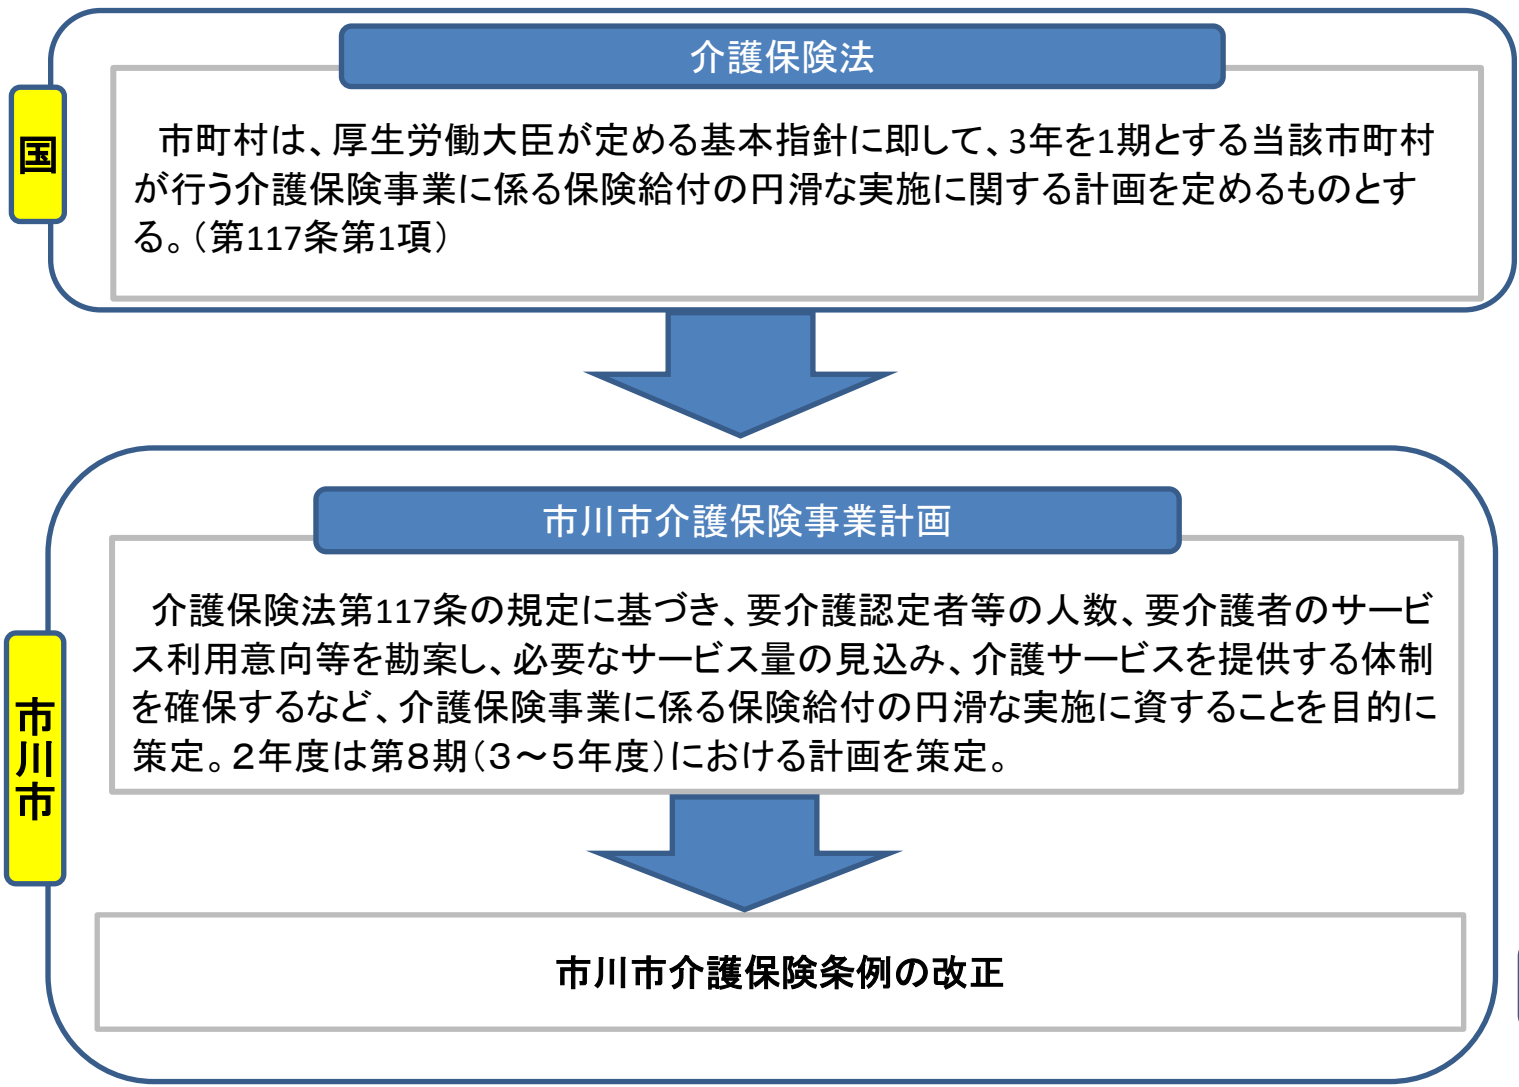 介護保険法
国
市町村は、厚生労働大臣が定める基本指針に即して、3年を1期とする当該市町村
が行う介護保険事業に係る保険給付の円滑な実施に関する計画を定めるものとす
る。（第117条第1項）
市川市介護保険事業計画
市川市
介護保険法第117条の規定に基づき、要介護認定者等の人数、要介護者のサービ
ス利用意向等を勘案し、必要なサービス量の見込み、介護サービスを提供する体制
を確保するなど、介護保険事業に係る保険給付の円滑な実施に資することを目的に
策定。２年度は第８期（３～５年度）における計画を策定。
市川市介護保険条例の改正